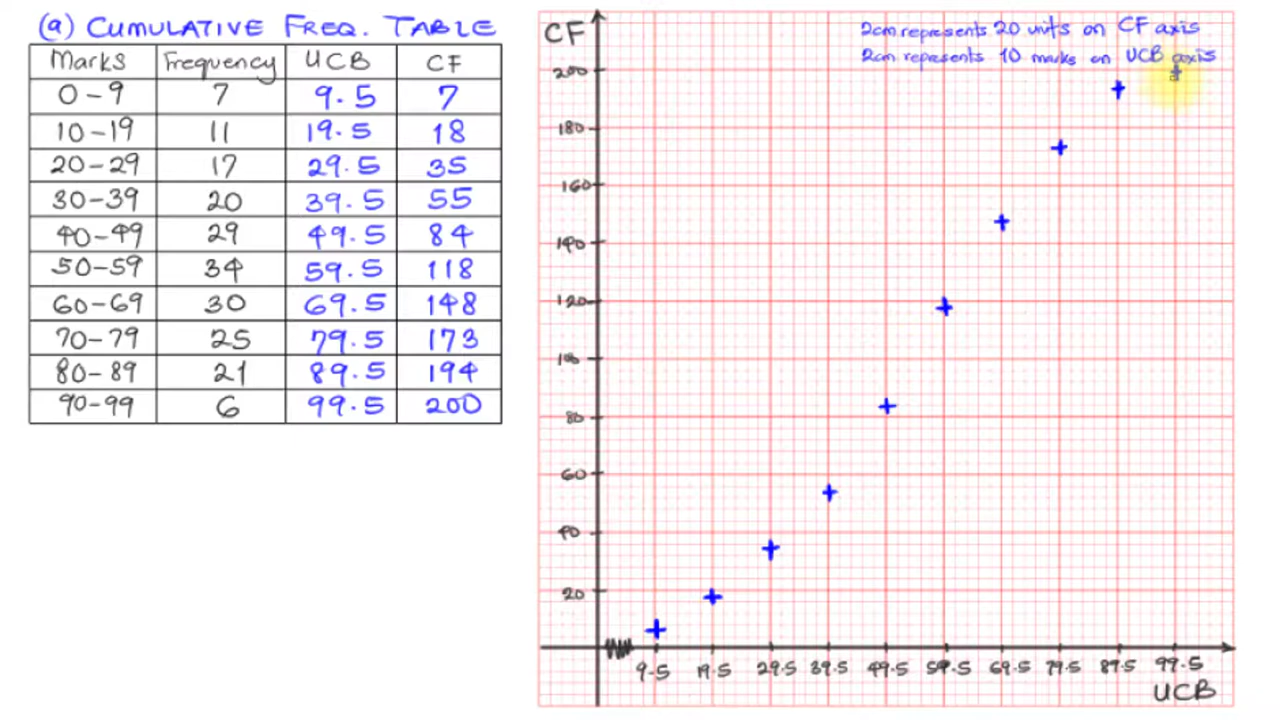 (a) CUMULATIVE FREQ. TABLE
Marks Frequency UCB CF
0-9 7 9.5 7
10-19 11 19.5 18
20-29 17 29.5 35
30-39 20 39.5 55
40-49 29 49.5 84
50-59 34 59.5 118
60-69 30 69.5 148
70-79 25 79.5 173
80-89 21 89.5 194
90-99 6 99.5 200
CF
2cm represents 20 units on CF axis
2cm represents 10 marks on UCB axis
200
180
160
140
120
80
60
40
20
9.5 19.5 29.5 39.5 49.5 59.5 69.5 79.5 89.5 99.5
UCB